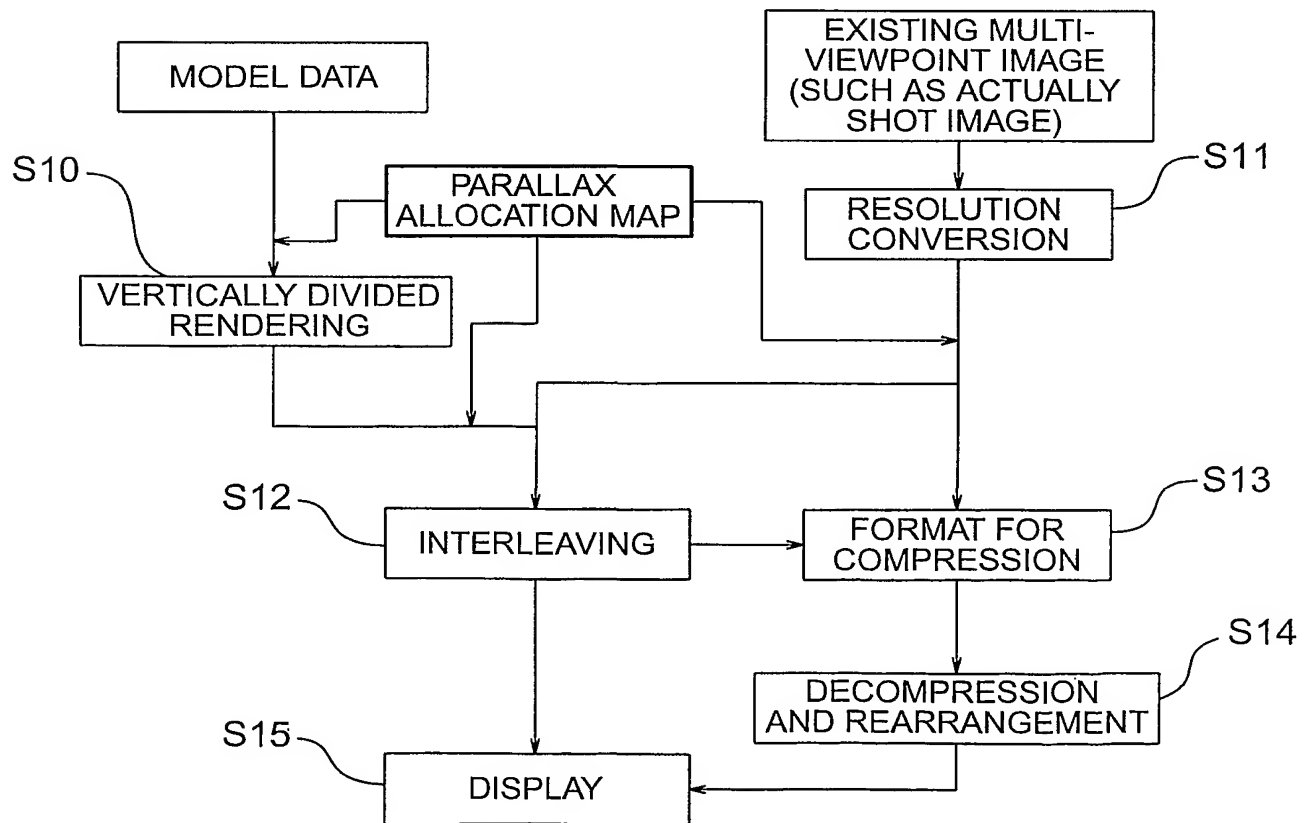 MODEL DATA
EXISTING MULTI-
VIEWPOINT IMAGE
(SUCH AS ACTUALLY
SHOT IMAGE)
S10
PARALLAX
ALLOCATION MAP
S11
RESOLUTION
CONVERSION
VERTICALLY DIVIDED
RENDERING
S12
INTERLEAVING
S13
FORMAT FOR
COMPRESSION
S14
DECOMPRESSION
AND REARRANGEMENT
S15
DISPLAY